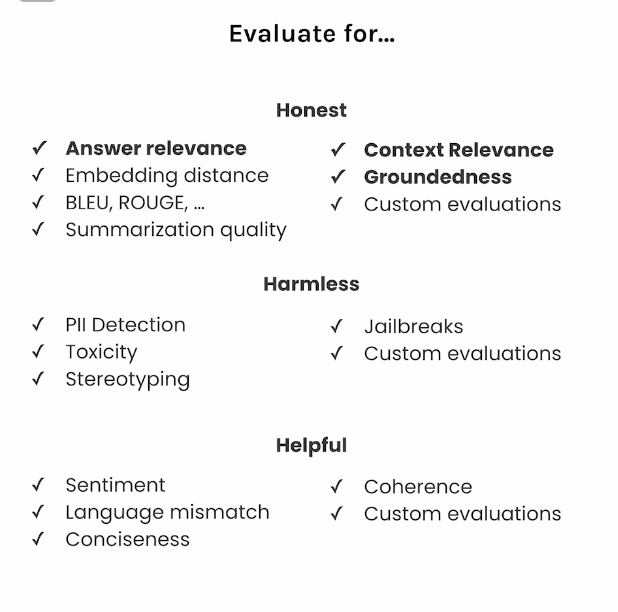 Evaluate for...
Honest
✓ Answer relevance
✓ Embedding distance
✓ BLEU, ROUGE, ...
✓ Summarization quality
✓ Context Relevance
✓ Groundedness
✓ Custom evaluations
Harmless
✓ PII Detection
✓ Toxicity
✓ Stereotyping
✓ Jailbreaks
✓ Custom evaluations
Helpful
✓ Sentiment
✓ Language mismatch
✓ Conciseness
✓ Coherence
✓ Custom evaluations